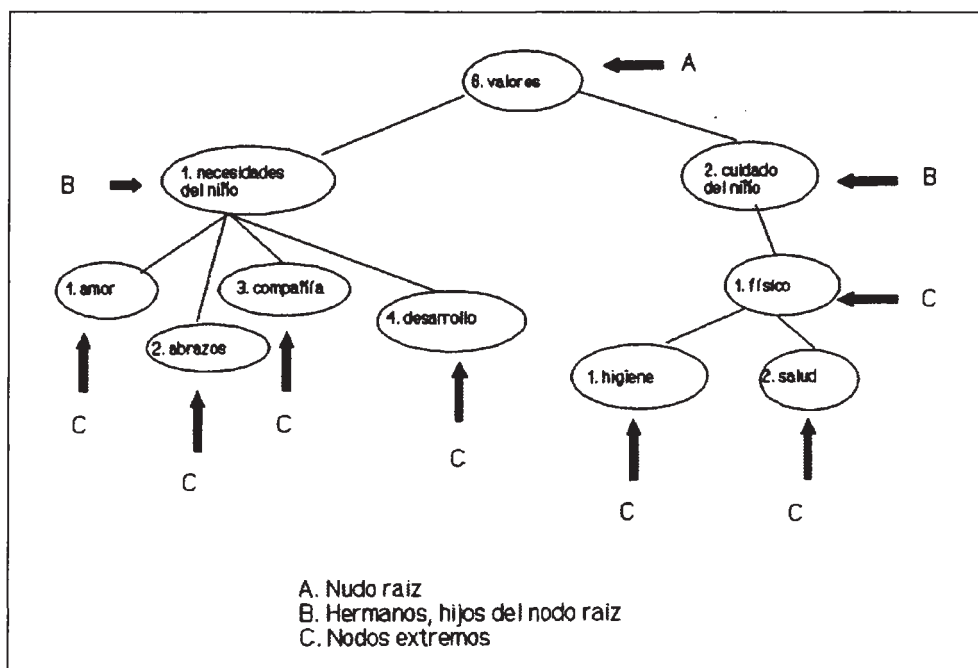 6. valores
A
1. necesidades
del niño
B
2. cuidado
del niño
B
1. amor
3. compañía
1. físico
C
2. abrazos
4. desarrollo
1. higiene
2. salud
C
C
C
C
C
C
A. Nudo raiz
B. Hermanos, hijos del nodo raiz
C. Nodos extremos